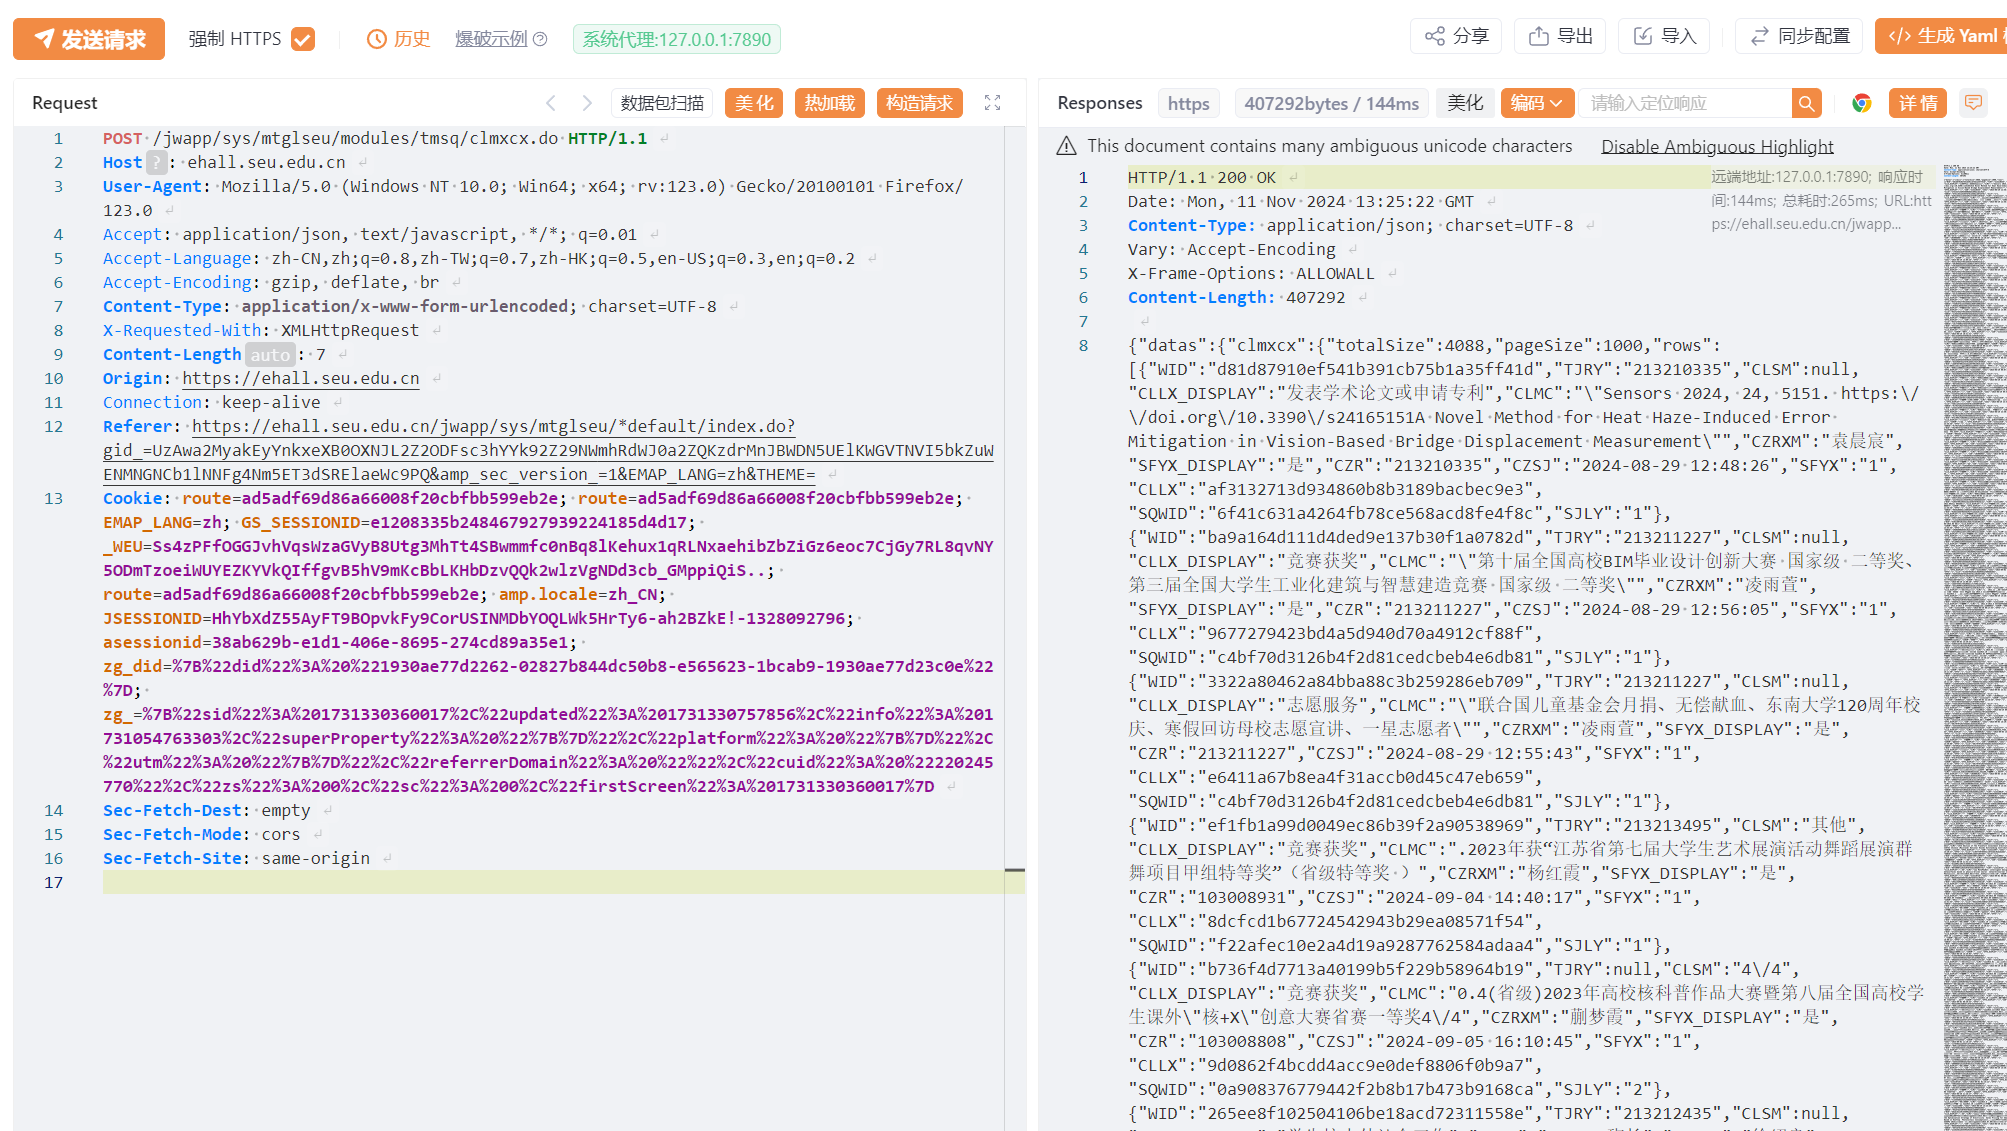 发送请求 强制 HTTPS 历史 爆破示例 系统代理:127.0.0.1:7890 分享 导出 导入 同步配置 </> 生成 Yaml
Request 数据包扫描 美 化 热加载 构造请求
1 POST /jwapp/sys/mtglseu/modules/tmsq/clmxcx.do HTTP/1.1
2 Host ? : ehall.seu.edu.cn
3 User-Agent: Mozilla/5.0 (Windows NT 10.0; Win64; x64; rv:123.0) Gecko/20100101 Firefox/
123.0
4 Accept: application/json, text/javascript, */*; q=0.01
5 Accept-Language: zh-CN,zh;q=0.8,zh-TW;q=0.7,zh-HK;q=0.5,en-US;q=0.3,en;q=0.2
6 Accept-Encoding: gzip, deflate, br
7 Content-Type: application/x-www-form-urlencoded; charset=UTF-8
8 X-Requested-With: XMLHttpRequest
9 Content-Length auto : 7
10 Origin: https://ehall.seu.edu.cn
11 Connection: keep-alive
12 Referer: https://ehall.seu.edu.cn/jwapp/sys/mtglseu/*default/index.do?
gid_=UzAwa2MyakEyYnkxeXB0OXNJL2Z2ODFsc3hYYk92Z29NWmhRdWJ0a2ZQKzdrMnJBWDN5UElKWGVTNVI5bkZuW
ENMNGNCb1lNNFg4Nm5ET3dSRElaeWc9PQ&amp_sec_version_=1&EMAP_LANG=zh&THEME=
13 Cookie: route=ad5adf69d86a66008f20cbfbb599eb2e; route=ad5adf69d86a66008f20cbfbb599eb2e;
EMAP_LANG=zh; GS_SESSIONID=e1208335b248467927939224185d4d17;
_WEU=Ss4zPFfOGGJvhVqsWzaGVyB8Utg3MhTt4SBwmmfc0nBq8lKehux1qRLNxaehibZbZiGz6eoc7CjGy7RL8qvNY
5ODmTzoeiWUYEZKYVkQIffgvB5hV9mKcBbLKHbDzvQQk2wlzVgNDd3cb_GMppiQiS..;
route=ad5adf69d86a66008f20cbfbb599eb2e; amp.locale=zh_CN;
JSESSIONID=HhYbXdZ55AyFT9BOpvkFy9CorUSINMDbYOQLWk5HrTy6-ah2BZkE!-1328092796;
asessionid=38ab629b-e1d1-406e-8695-274cd89a35e1;
zg_did=%7B%22did%22%3A%20%221930ae77d2262-02827b844dc50b8-e565623-1bcab9-1930ae77d23c0e%22
%7D;
zg_=%7B%22sid%22%3A%201731330360017%2C%22updated%22%3A%201731330757856%2C%22info%22%3A%201
731054763303%2C%22superProperty%22%3A%20%22%7B%7D%22%2C%22platform%22%3A%20%22%7B%7D%22%2C
%22utm%22%3A%20%22%7B%7D%22%2C%22referrerDomain%22%3A%20%22%22%2C%22cuid%22%3A%20%22220245
770%22%2C%22zs%22%3A%200%2C%22sc%22%3A%200%2C%22firstScreen%22%3A%201731330360017%7D
14 Sec-Fetch-Dest: empty
15 Sec-Fetch-Mode: cors
16 Sec-Fetch-Site: same-origin
17
Responses https 407292bytes / 144ms 美化 编码 请输入定位响应 详 情
This document contains many ambiguous unicode characters Disable Ambiguous Highlight
1 HTTP/1.1 200 OK
远端地址:127.0.0.1:7890; 响应时
间:144ms; 总耗时:265ms; URL:htt
ps://ehall.seu.edu.cn/jwapp...
2 Date: Mon, 11 Nov 2024 13:25:22 GMT
3 Content-Type: application/json; charset=UTF-8
4 Vary: Accept-Encoding
5 X-Frame-Options: ALLOWALL
6 Content-Length: 407292
7
8 {"datas":{"clmxcx":{"totalSize":4088,"pageSize":1000,"rows":
[{"WID":"d81d87910ef541b391cb75b1a35ff41d","TJRY":"213210335","CLSM":null,
"CLLX_DISPLAY":"发表学术论文或申请专利","CLMC":"\"Sensors 2024, 24, 5151. https:\/
\/doi.org\/10.3390\/s24165151A Novel Method for Heat Haze-Induced Error
Mitigation in Vision-Based Bridge Displacement Measurement\"","CZRXM":"袁晨宸",
"SFYX_DISPLAY":"是","CZR":"213210335","CZSJ":"2024-08-29 12:48:26","SFYX":"1",
"CLLX":"af3132713d934860b8b3189bacbec9e3",
"SQWID":"6f41c631a4264fb78ce568acd8fe4f8c","SJLY":"1"},
{"WID":"ba9a164d111d4ded9e137b30f1a0782d","TJRY":"213211227","CLSM":null,
"CLLX_DISPLAY":"竞赛获奖","CLMC":"\"第十届全国高校BIM毕业设计创新大赛 国家级 二等奖、
第三届全国大学生工业化建筑与智慧建造竞赛 国家级 二等奖\"","CZRXM":"凌雨萱",
"SFYX_DISPLAY":"是","CZR":"213211227","CZSJ":"2024-08-29 12:56:05","SFYX":"1",
"CLLX":"9677279423bd4a5d940d70a4912cf88f",
"SQWID":"c4bf70d3126b4f2d81cedcbeb4e6db81","SJLY":"1"},
{"WID":"3322a80462a84bba88c3b259286eb709","TJRY":"213211227","CLSM":null,
"CLLX_DISPLAY":"志愿服务","CLMC":"\"联合国儿童基金会月捐、无偿献血、东南大学120周年校
庆、寒假回访母校志愿宣讲、一星志愿者\"","CZRXM":"凌雨萱","SFYX_DISPLAY":"是",
"CZR":"213211227","CZSJ":"2024-08-29 12:55:43","SFYX":"1",
"CLLX":"e6411a67b8ea4f31accb0d45c47eb659",
"SQWID":"c4bf70d3126b4f2d81cedcbeb4e6db81","SJLY":"1"},
{"WID":"ef1fb1a99d0049ec86b39f2a90538969","TJRY":"213213495","CLSM":"其他",
"CLLX_DISPLAY":"竞赛获奖","CLMC":".2023年获“江苏省第七届大学生艺术展演活动舞蹈展演群
舞项目甲组特等奖”（省级特等奖 ）","CZRXM":"杨红霞","SFYX_DISPLAY":"是",
"CZR":"103008931","CZSJ":"2024-09-04 14:40:17","SFYX":"1",
"CLLX":"8dcfcd1b67724542943b29ea08571f54",
"SQWID":"f22afec10e2a4d19a9287762584adaa4","SJLY":"1"},
{"WID":"b736f4d7713a40199b5f229b58964b19","TJRY":null,"CLSM":"4\/4",
"CLLX_DISPLAY":"竞赛获奖","CLMC":"0.4(省级)2023年高校核科普作品大赛暨第八届全国高校学
生课外\"核+X\"创意大赛省赛一等奖4\/4","CZRXM":"蒯梦霞","SFYX_DISPLAY":"是",
"CZR":"103008808","CZSJ":"2024-09-05 16:10:45","SFYX":"1",
"CLLX":"9d0862f4bcdd4acc9e0def8806f0b9a7",
"SQWID":"0a908376779442f2b8b17b473b9168ca","SJLY":"2"},
{"WID":"265ee8f102504106be18acd72311558e","TJRY":"213212435","CLSM":null,